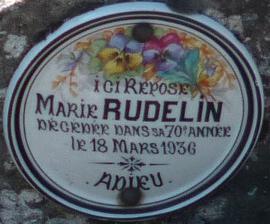 ICI REPOSE
MARIE RUDELIN
DÉCÉDÉE DANS SA 70e ANNÉE
LE 18 MARS 1936
ADIEU